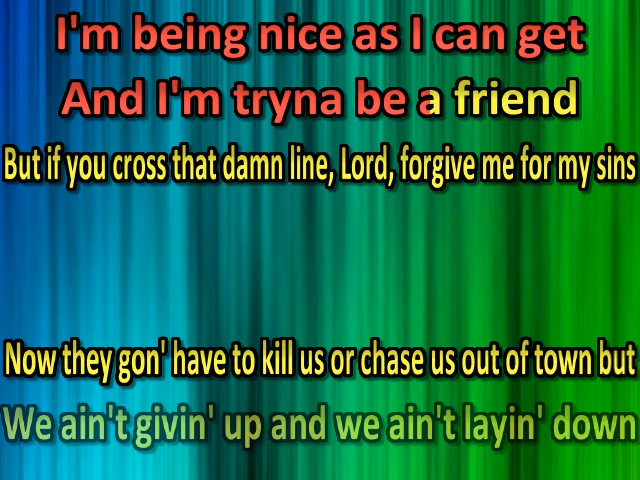 I'm being nice as I can get
And I'm tryna be a friend
But if you cross that damn line, Lord, forgive me for my sins
Now they gon' have to kill us or chase us out of town but
We ain't givin' up and we ain't layin' down